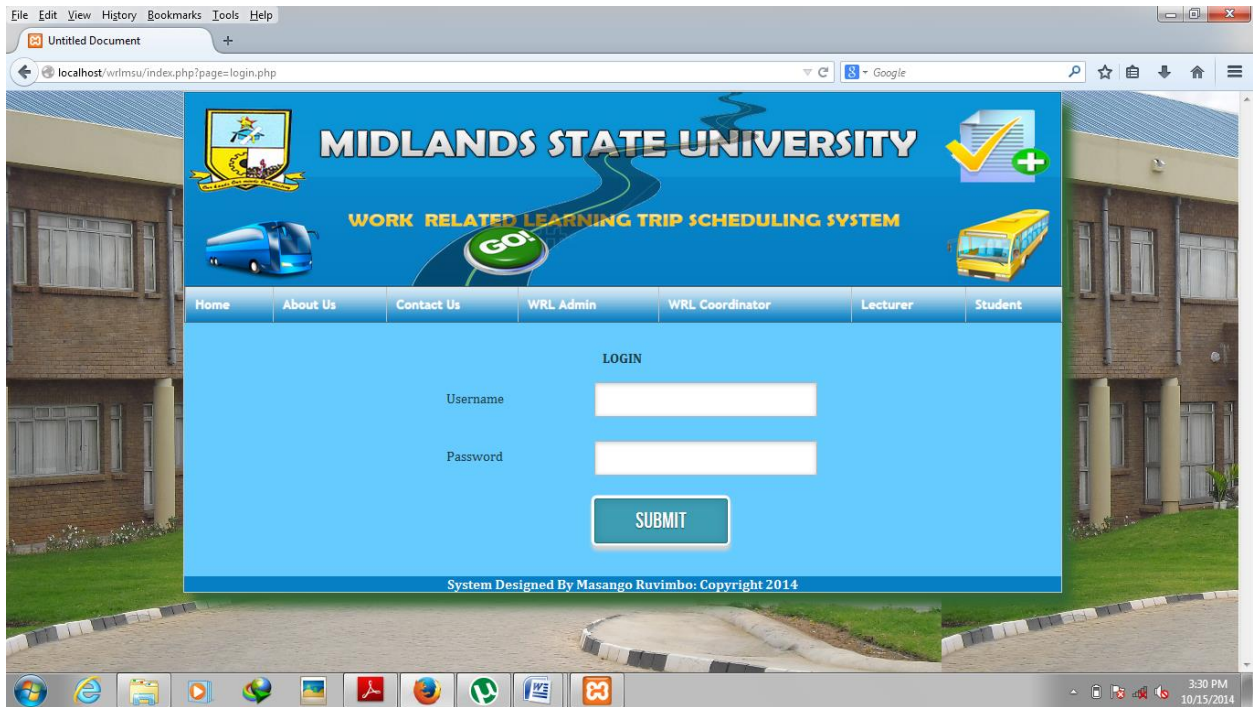 File Edit View History Bookmarks Tools Help
Untitled Document
localhost/wrlmsu/index.php?page=login.php
8 Google
MIDLANDS STATE UNIVERSITY
WORK RELATED LEARNING TRIP SCHEDULING SYSTEM
GO!
Home About Us Contact Us WRL Admin WRL Coordinator Lecturer Student
LOGIN
Username
Password
SUBMIT
System Designed By Masango Ruvimbo: Copyright 2014
3:30 PM
10/15/2014